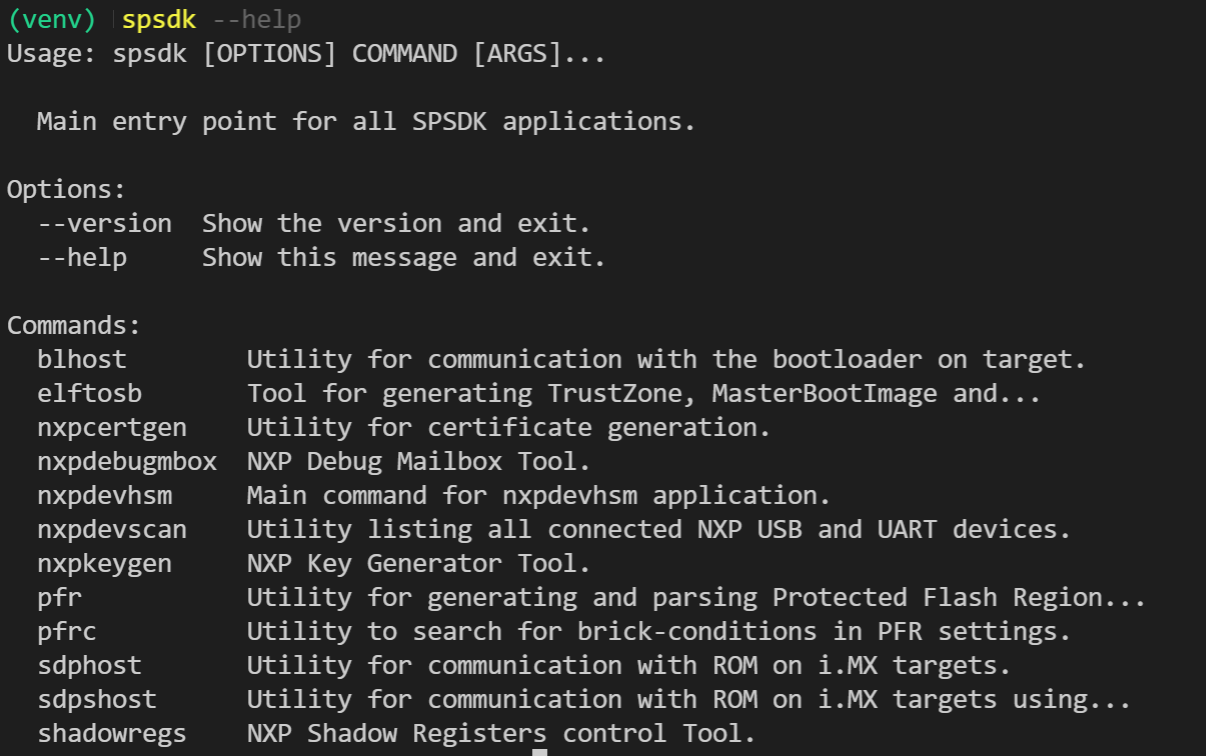 (venv) spsdk --help
Usage: spsdk [OPTIONS] COMMAND [ARGS]...
Main entry point for all SPSDK applications.
Options:
--version  Show the version and exit.
--help     Show this message and exit.
Commands:
blhost        Utility for communication with the bootloader on target.
elftosb       Tool for generating TrustZone, MasterBootImage and...
nxpcertgen    Utility for certificate generation.
nxpdebugmbox  NXP Debug Mailbox Tool.
nxpdevhsm     Main command for nxpdevhsm application.
nxpdevscan    Utility listing all connected NXP USB and UART devices.
nxpkeygen     NXP Key Generator Tool.
pfr           Utility for generating and parsing Protected Flash Region...
pfrc          Utility to search for brick-conditions in PFR settings.
sdphost       Utility for communication with ROM on i.MX targets.
sdpshost      Utility for communication with ROM on i.MX targets using...
shadowregs    NXP Shadow Registers control Tool.